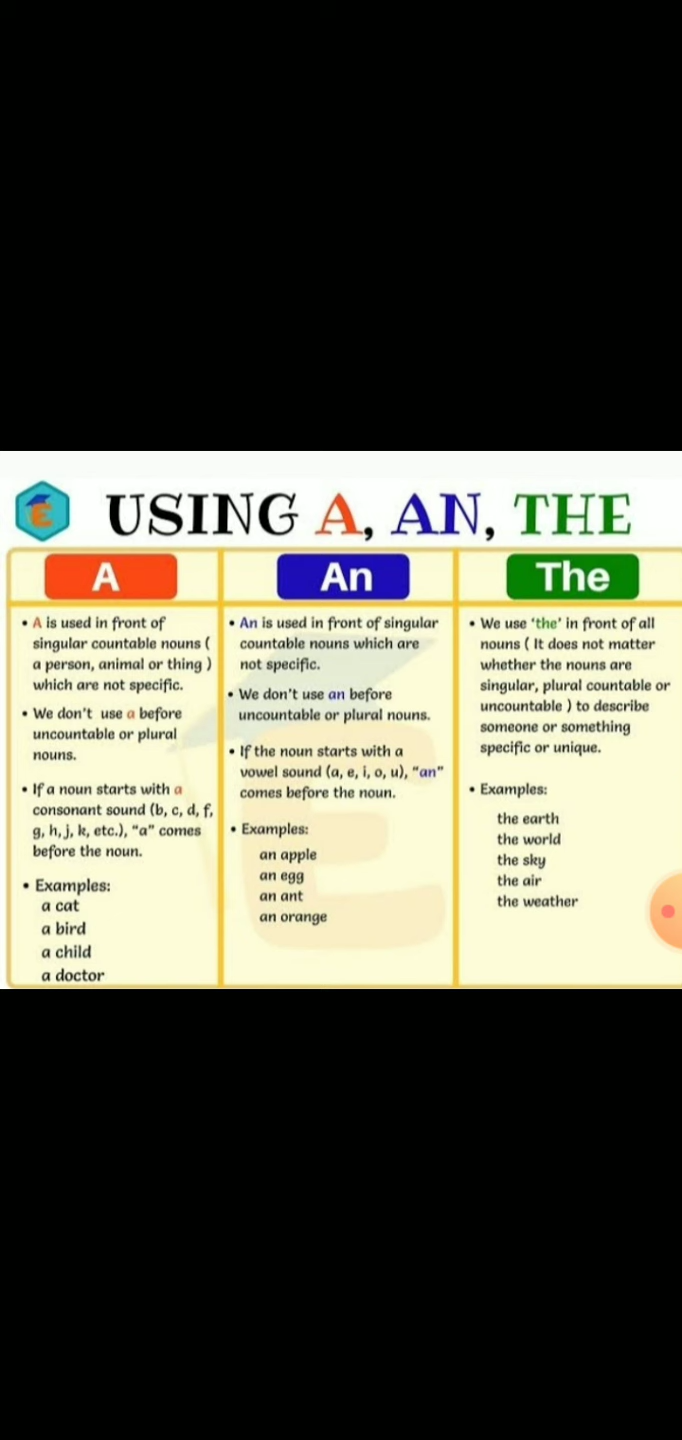 USING A, AN, THE
A
• A is used in front of
singular countable nouns (
a person, animal or thing )
which are not specific.
• We don't use a before
uncountable or plural
nouns.
• If a noun starts with a
consonant sound (b, c, d, f,
g, h, j, k, etc.), "a" comes
before the noun.
• Examples:
a cat
a bird
a child
a doctor
An
• An is used in front of singular
countable nouns which are
not specific.
• We don't use an before
uncountable or plural nouns.
• If the noun starts with a
vowel sound (a, e, i, o, u), "an"
comes before the noun.
• Examples:
an apple
an egg
an ant
an orange
The
• We use 'the' in front of all
nouns ( It does not matter
whether the nouns are
singular, plural countable or
uncountable ) to describe
someone or something
specific or unique.
• Examples:
the earth
the world
the sky
the air
the weather